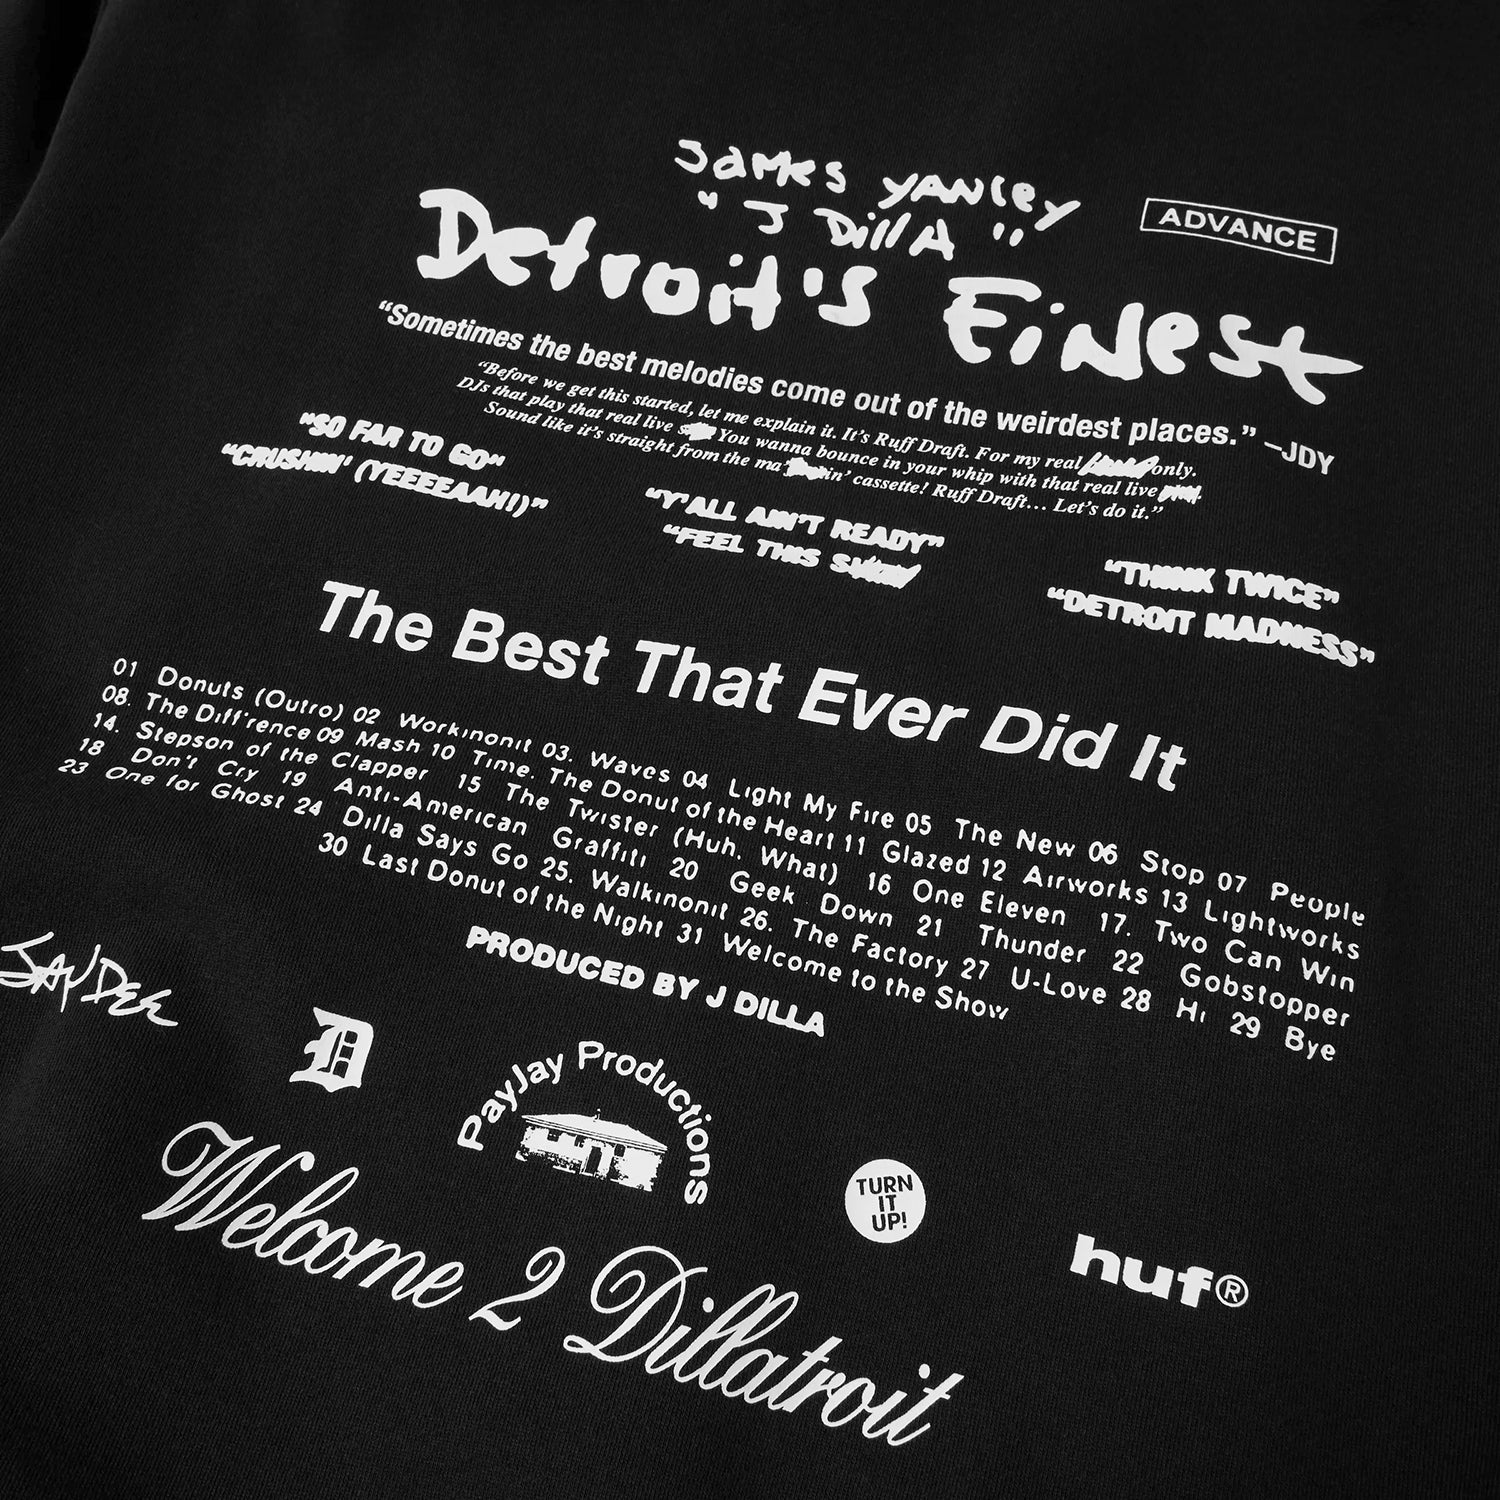 James Yancey
"J Dilla"
ADVANCE
Detroit's Finest
“Sometimes the best melodies come out of the weirdest places.” –JDY
“Before we get this started, let me explain it. It's Ruff Draft. For my real only.
DJs that play that real live You wanna bounce in your whip with that real live
Sound like it's straight from the ma in' cassette! Ruff Draft... Let's do it.”
“SO FAR TO GO”
“CRUSHIN' (YEEEEAAH!)”
“Y'ALL AIN'T READY”
“FEEL THIS
“THINK TWICE”
“DETROIT MADNESS”
The Best That Ever Did It
01 Donuts (Outro) 02 Workinonit 03. Waves 04 Light My Fire 05 The New 06 Stop 07 People
08. The Diff'rence 09 Mash 10 Time. The Donut of the Heart 11 Glazed 12 Airworks 13 Lightworks
14. Stepson of the Clapper 15 The Twister (Huh, What) 16 One Eleven 17. Two Can Win
18 Don't Cry 19 Anti-American Graffiti 20 Geek Down 21 Thunder 22 Gobstopper
23 One for Ghost 24 Dilla Says Go 25. Walkinonit 26. The Factory 27 U-Love 28 Hi 29 Bye
30 Last Donut of the Night 31 Welcome to the Show
PRODUCED BY J DILLA
JAY DEE
D
PayJay Productions
TURN
IT
UP!
huf®
Welcome 2 Dillatroit